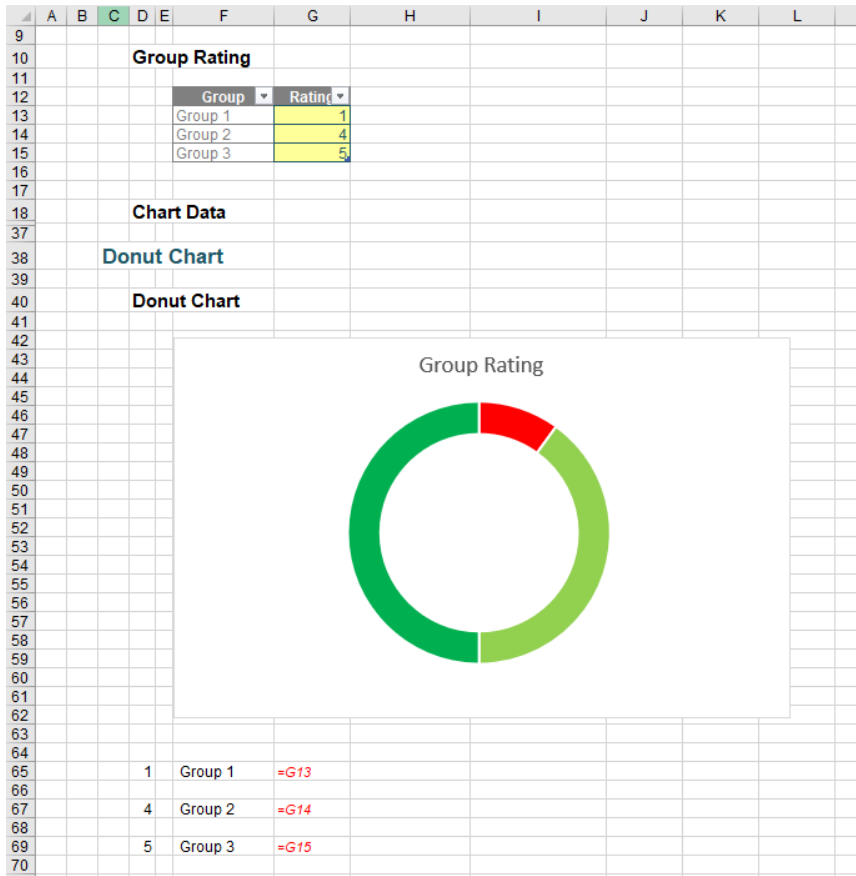 A B C D E F G H I J K L
9
10 Group Rating
11
12 Group Rating
13 Group 1 1
14 Group 2 4
15 Group 3 5
16
17
18 Chart Data
37
38 Donut Chart
39
40 Donut Chart
41
42
43 Group Rating
44
45
46
47
48
49
50
51
52
53
54
55
56
57
58
59
60
61
62
63
64
65 1 Group 1 =G13
66
67 4 Group 2 =G14
68
69 5 Group 3 =G15
70